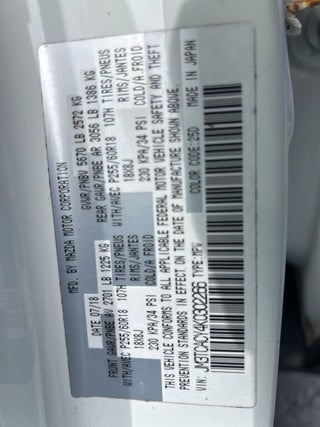 MFD. BY MAZDA MOTOR CORPORATION
07/18 GVWR/PNBV 5670 LB 2572 KG
FRONT GAWR/PNBE AV 2701 LB 1225 KG REAR GAWR/PNBE AR 3056 LB 1386 KG
WITH/AVEC P255/60R18 107H TIRES/PNEUS WITH/AVEC P255/60R18 107H TIRES/PNEUS
18X8J RIMS/JANTES 18X8J RIMS/JANTES
230 KPA/34 PSI COLD/A FROID 230 KPA/34 PSI COLD/A FROID
THIS VEHICLE CONFORMS TO ALL APPLICABLE FEDERAL MOTOR VEHICLE SAFETY AND THEFT
PREVENTION STANDARDS IN EFFECT ON THE DATE OF MANUFACTURE SHOWN ABOVE.
VIN: JM3TCACY4K0302266 TYPE:MPV COLOR CODE:25D MADE IN JAPAN